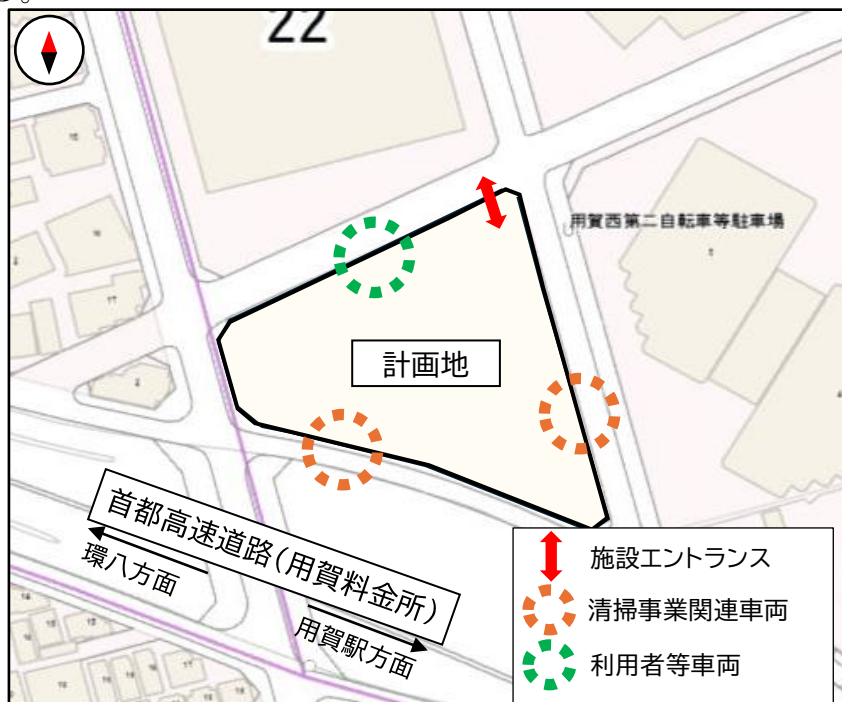 る。
22
用賀西第二自転車等駐車場
計画地
首都高速道路(用賀料金所)
環八方面
用賀駅方面
施設エントランス
清掃事業関連車両
利用者等車両